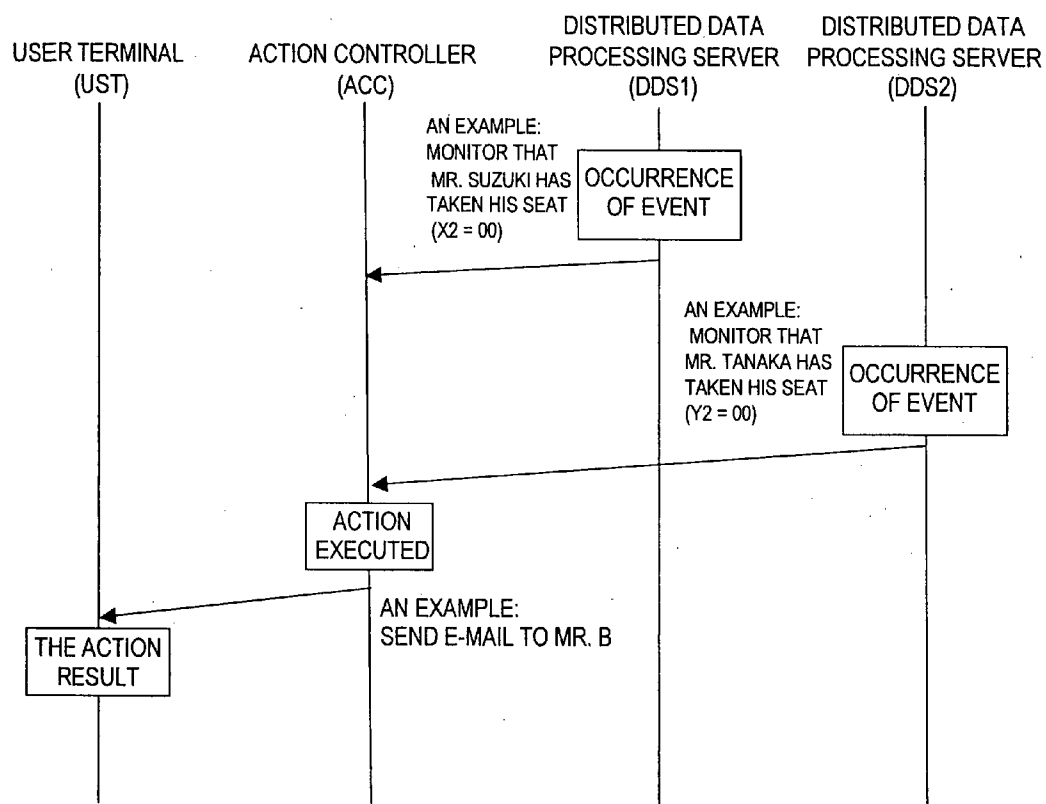 USER TERMINAL
(UST)
ACTION CONTROLLER
(ACC)
DISTRIBUTED DATA
PROCESSING SERVER
(DDS1)
DISTRIBUTED DATA
PROCESSING SERVER
(DDS2)
AN EXAMPLE:
MONITOR THAT
MR. SUZUKI HAS
TAKEN HIS SEAT
(X2 = 00)
OCCURRENCE
OF EVENT
AN EXAMPLE:
MONITOR THAT
MR. TANAKA HAS
TAKEN HIS SEAT
(Y2 = 00)
OCCURRENCE
OF EVENT
ACTION
EXECUTED
AN EXAMPLE:
SEND E-MAIL TO MR. B
THE ACTION
RESULT